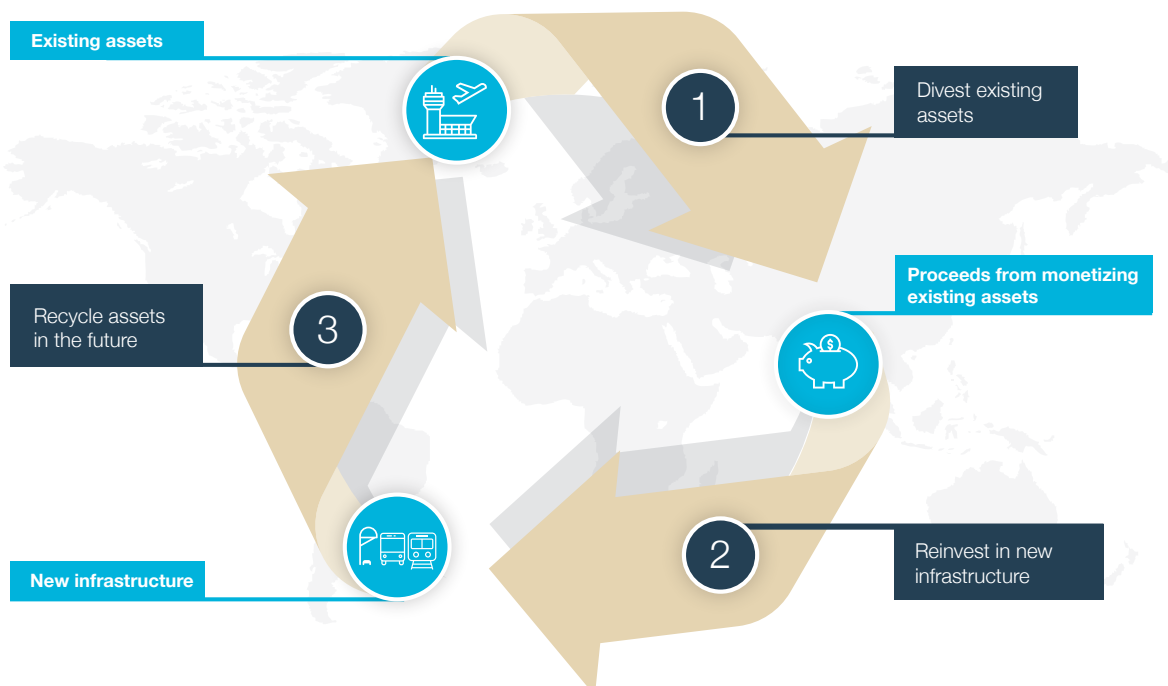 Existing assets
1
Divest existing
assets
Proceeds from monetizing
existing assets
$
Recycle assets
in the future
3
New infrastructure
2
Reinvest in new
infrastructure